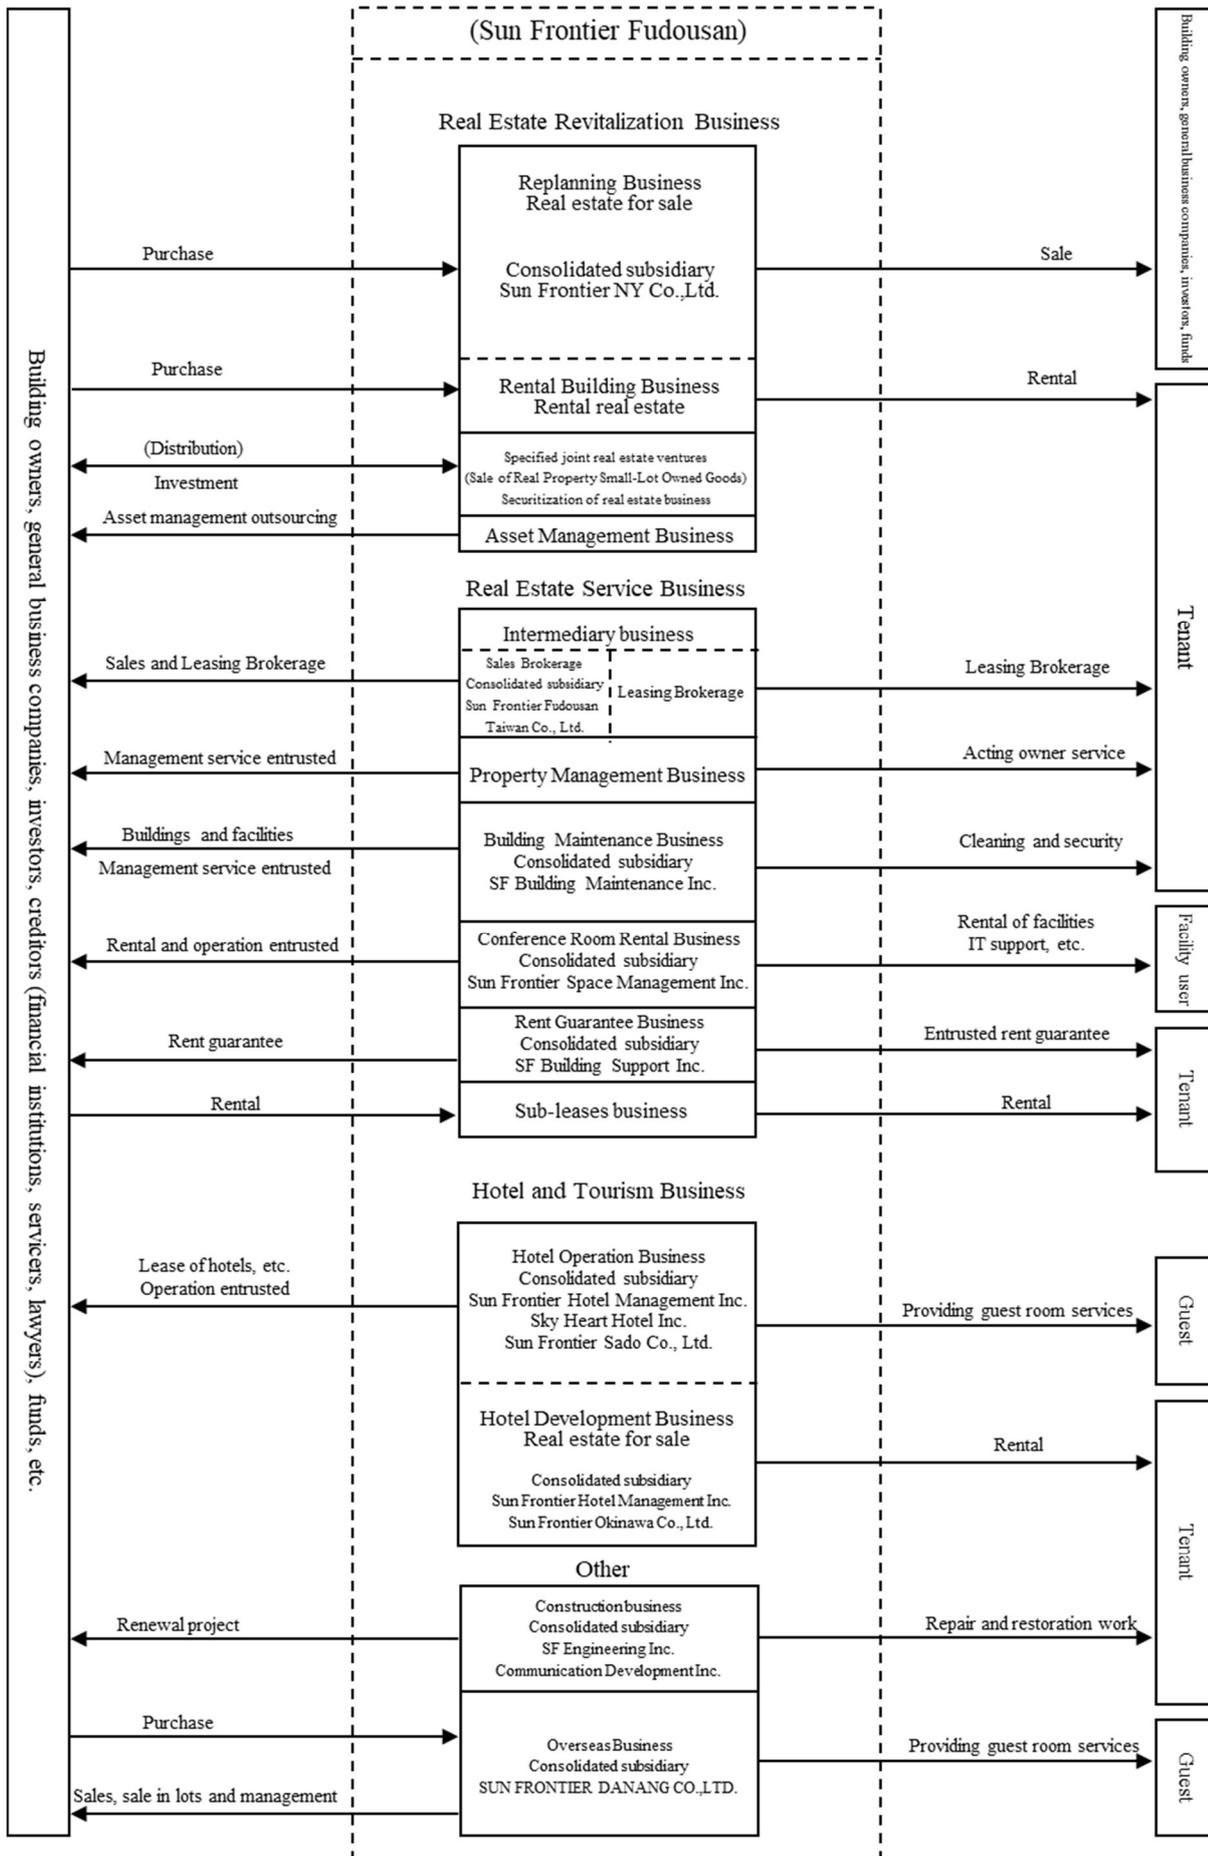 (Sun Frontier Fudousan)
Building owners, general business companies, investors, creditors (financial institutions, servicers, lawyers), funds, etc.
Real Estate Revitalization Business
Replanning Business
Real estate for sale
Consolidated subsidiary
Sun Frontier NY Co.,Ltd.
Purchase
Sale
Building owners, general business companies, investors, funds
Purchase
Rental Building Business
Rental real estate
Rental
(Distribution)
Investment
Specified joint real estate ventures
(Sale of Real Property Small-Lot Owned Goods)
Securitization of real estate business
Asset management outsourcing
Asset Management Business
Tenant
Real Estate Service Business
Intermediary business
Sales and Leasing Brokerage
Sales Brokerage
Consolidated subsidiary
Sun Frontier Fudousan
Taiwan Co., Ltd.
Leasing Brokerage
Leasing Brokerage
Management service entrusted
Property Management Business
Acting owner service
Buildings and facilities
Management service entrusted
Building Maintenance Business
Consolidated subsidiary
SF Building Maintenance Inc.
Cleaning and security
Rental and operation entrusted
Conference Room Rental Business
Consolidated subsidiary
Sun Frontier Space Management Inc.
Rental of facilities
IT support, etc.
Facility user
Rent guarantee
Rent Guarantee Business
Consolidated subsidiary
SF Building Support Inc.
Entrusted rent guarantee
Tenant
Rental
Sub-leases business
Rental
Hotel and Tourism Business
Lease of hotels, etc.
Operation entrusted
Hotel Operation Business
Consolidated subsidiary
Sun Frontier Hotel Management Inc.
Sky Heart Hotel Inc.
Sun Frontier Sado Co., Ltd.
Providing guest room services
Guest
Hotel Development Business
Real estate for sale
Consolidated subsidiary
Sun Frontier Hotel Management Inc.
Sun Frontier Okinawa Co., Ltd.
Rental
Tenant
Other
Renewal project
Construction business
Consolidated subsidiary
SF Engineering Inc.
Communication Development Inc.
Repair and restoration work
Purchase
Sales, sale in lots and management
Overseas Business
Consolidated subsidiary
SUN FRONTIER DANANG CO.,LTD.
Providing guest room services
Guest